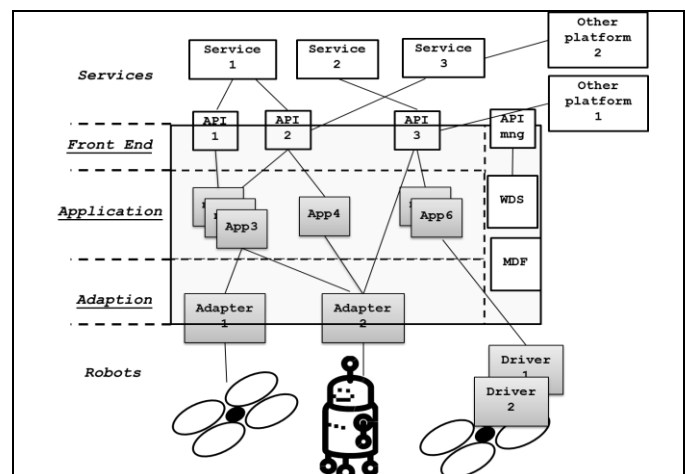 Service
1
Service
2
Service
3
Other
platform
2
Services
Other
platform
1
API
1
API
2
API
3
API
mng
Front End
Application
App3
App4
App6
WDS
MDF
Adaption
Adapter
1
Adapter
2
Robots
Driver
1
Driver
2